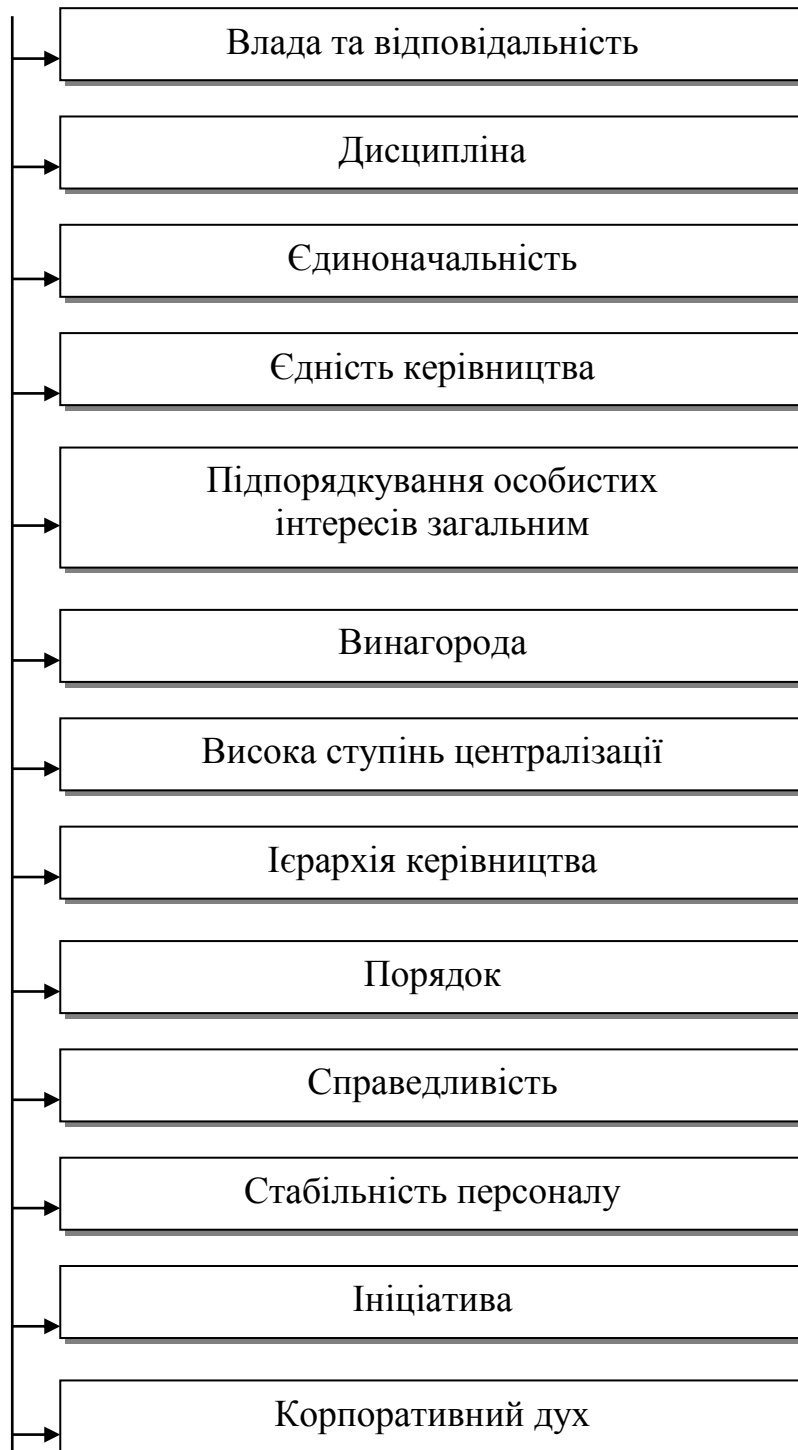 Влада та відповідальність
Дисципліна
Єдиноначальність
Єдність керівництва
Підпорядкування особистих
інтересів загальним
Винагорода
Висока ступінь централізації
Ієрархія керівництва
Порядок
Справедливість
Стабільність персоналу
Ініціатива
Корпоративний дух